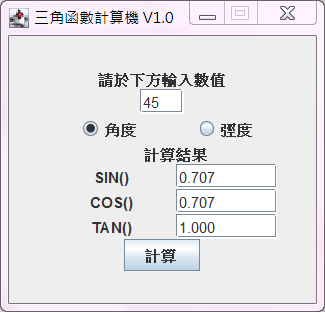 三角函數計算機 V1.0
請於下方輸入數值
45
角度 弳度
計算結果
SIN() 0.707
COS() 0.707
TAN() 1.000
計算